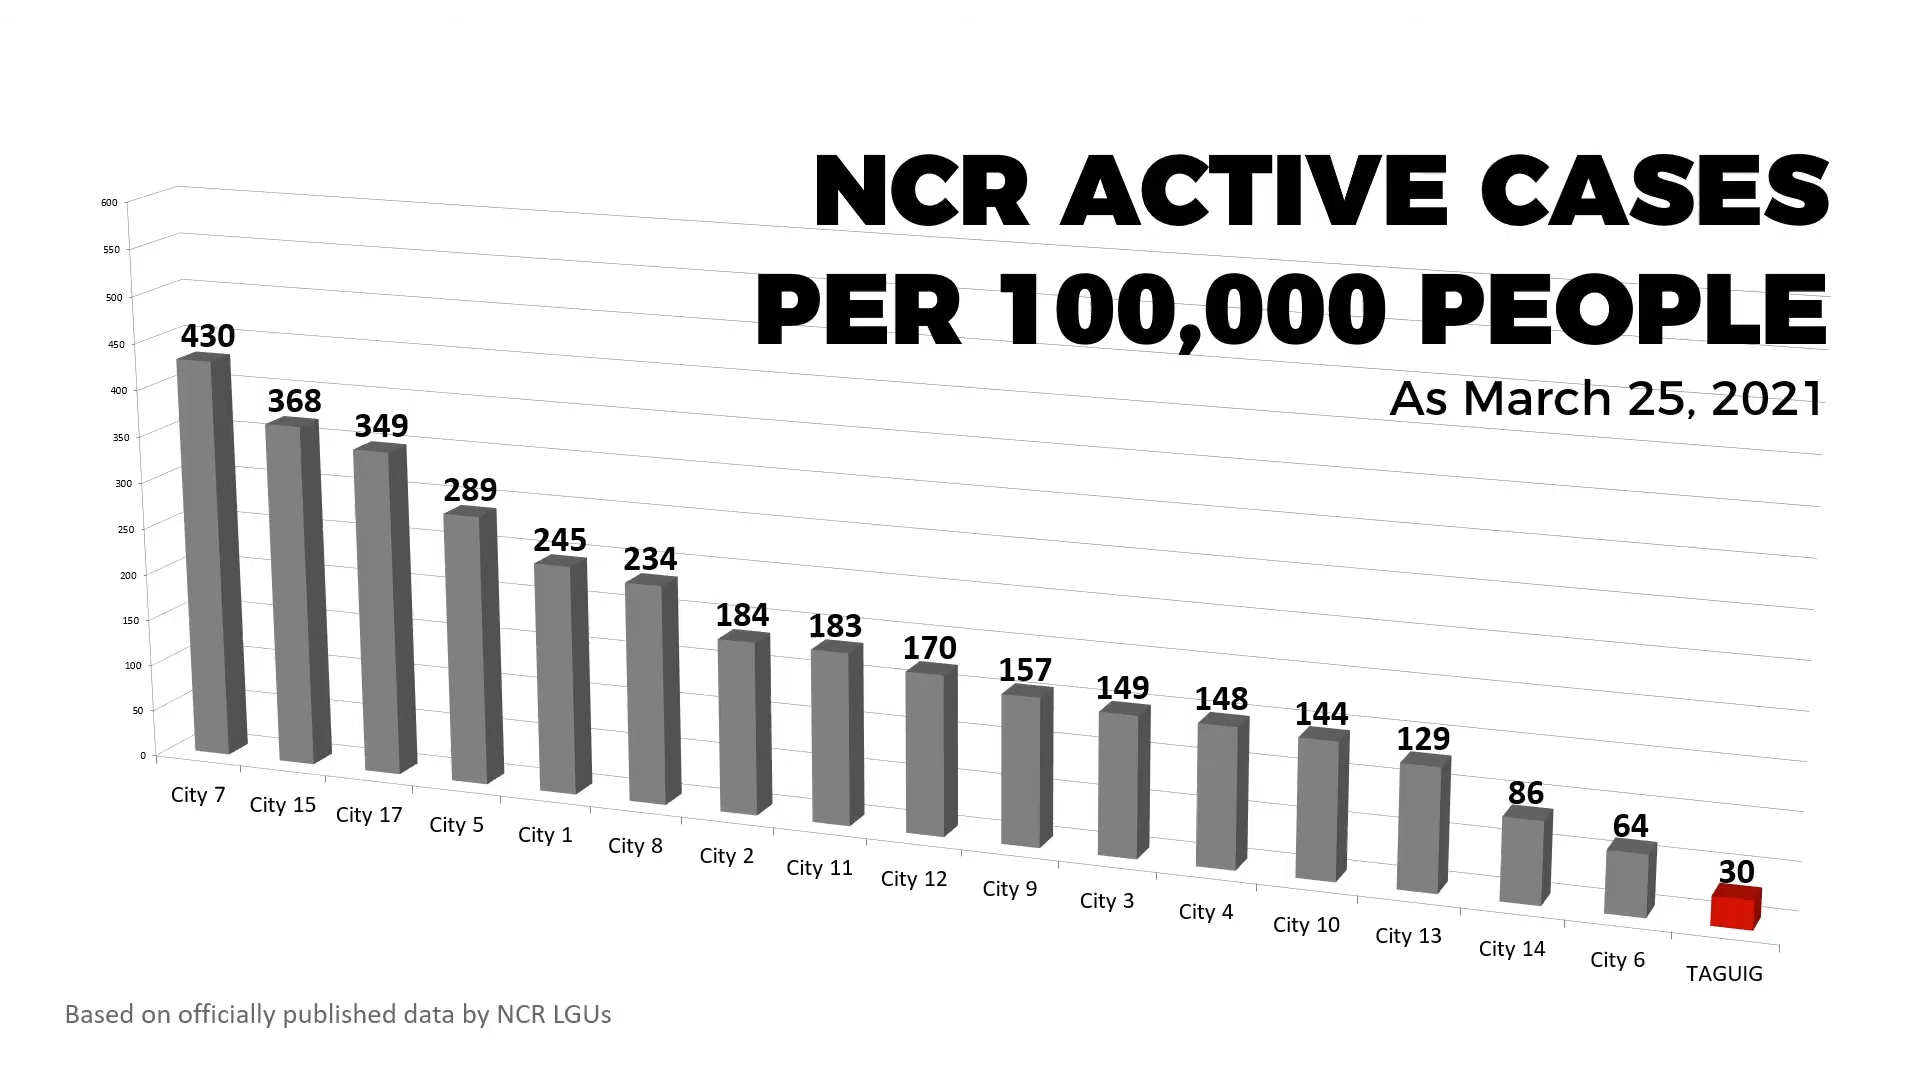 NCR ACTIVE CASES
PER 100,000 PEOPLE
As March 25, 2021
600
550
500
450
400
350
300
250
200
150
100
50
0
430
368
349
289
245
234
184
183
170
157
149
148
144
129
86
64
30
City 7
City 15
City 17
City 5
City 1
City 8
City 2
City 11
City 12
City 9
City 3
City 4
City 10
City 13
City 14
City 6
TAGUIG
Based on officially published data by NCR LGUs